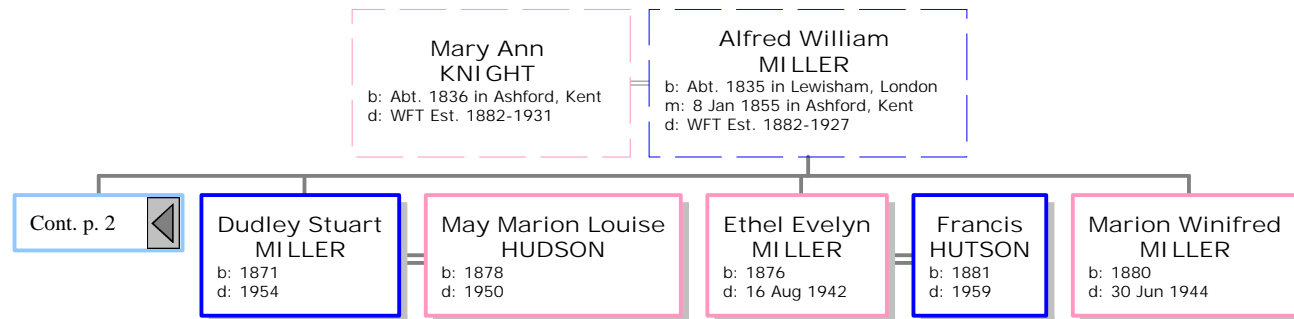 Mary Ann
KNIGHT
b: Abt. 1836 in Ashford, Kent
d: WFT Est. 1882-1931
Alfred William
MILLER
b: Abt. 1835 in Lewisham, London
m: 8 Jan 1855 in Ashford, Kent
d: WFT Est. 1882-1927
Cont. p. 2
Dudley Stuart
MILLER
b: 1871
d: 1954
May Marion Louise
HUDSON
b: 1878
d: 1950
Ethel Evelyn
MILLER
b: 1876
d: 16 Aug 1942
Francis
HUTSON
b: 1881
d: 1959
Marion Winifred
MILLER
b: 1880
d: 30 Jun 1944